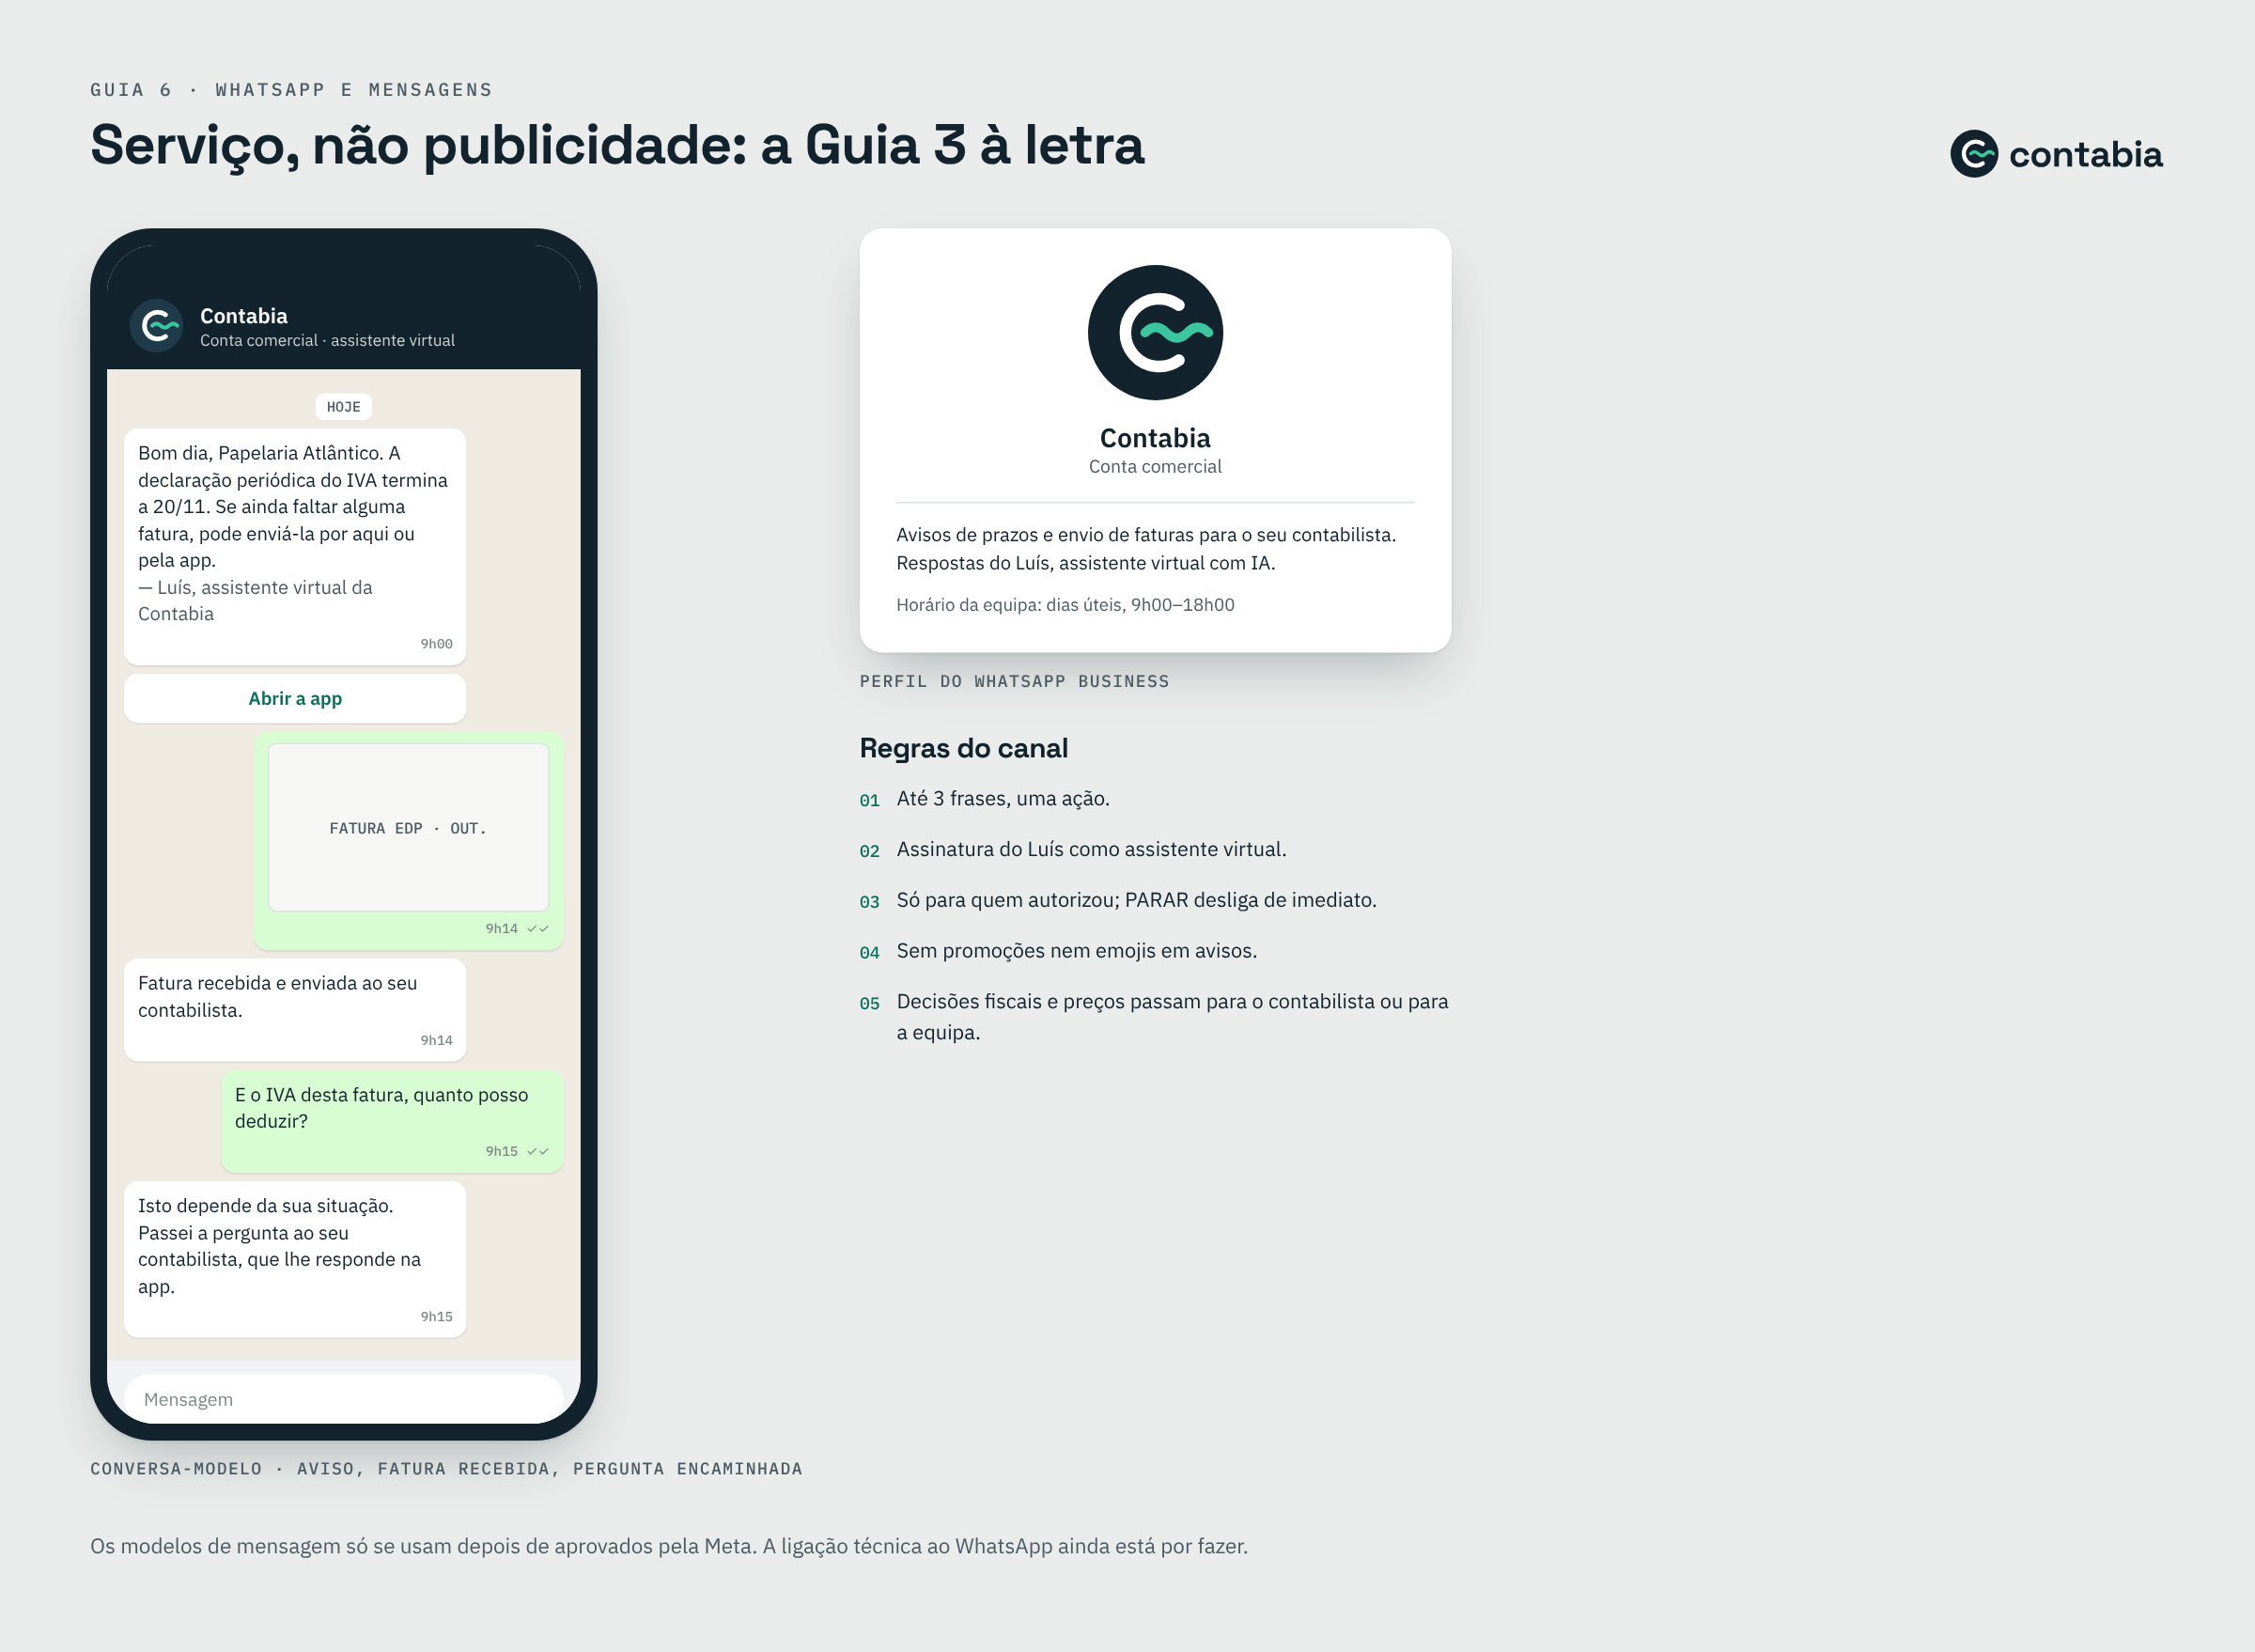 GUIA 6 · WHATSAPP E MENSAGENS
Serviço, não publicidade: a Guia 3 à letra
contabia
Contabia
Conta comercial · assistente virtual
HOJE
Bom dia, Papelaria Atlântico. A
declaração periódica do IVA termina
a 20/11. Se ainda faltar alguma
fatura, pode enviá-la por aqui ou
pela app.
— Luís, assistente virtual da
Contabia
9h00
Abrir a app
FATURA EDP · OUT.
9h14 ✓✓
Fatura recebida e enviada ao seu
contabilista.
9h14
E o IVA desta fatura, quanto posso
deduzir?
9h15 ✓✓
Isto depende da sua situação.
Passei a pergunta ao seu
contabilista, que lhe responde na
app.
9h15
Mensagem
CONVERSA-MODELO · AVISO, FATURA RECEBIDA, PERGUNTA ENCAMINHADA
Contabia
Conta comercial
Avisos de prazos e envio de faturas para o seu contabilista.
Respostas do Luís, assistente virtual com IA.
Horário da equipa: dias úteis, 9h00–18h00
PERFIL DO WHATSAPP BUSINESS
Regras do canal
01 Até 3 frases, uma ação.
02 Assinatura do Luís como assistente virtual.
03 Só para quem autorizou; PARAR desliga de imediato.
04 Sem promoções nem emojis em avisos.
05 Decisões fiscais e preços passam para o contabilista ou para
a equipa.
Os modelos de mensagem só se usam depois de aprovados pela Meta. A ligação técnica ao WhatsApp ainda está por fazer.